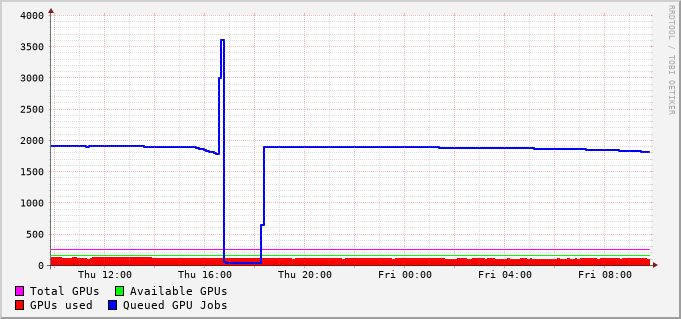 4000
3500
3000
2500
2000
1500
1000
500
0
Thu 12:00 Thu 16:00 Thu 20:00 Fri 00:00 Fri 04:00 Fri 08:00
Total GPUs Available GPUs
GPUs used Queued GPU Jobs
RRDTOOL / TOBI OETIKER